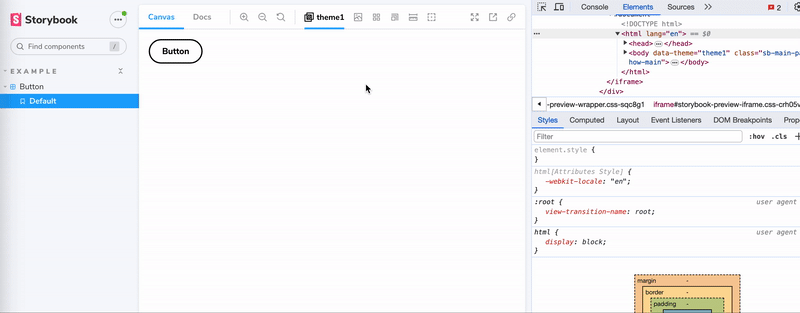 Storybook
Find components
/
EXAMPLE
Button
Default
Canvas
Docs
theme1
Button
Console
Elements
Sources
2
<!DOCTYPE html>
<html lang="en"> == $0
<head> </head>
<body data-theme="theme1" class="sb-main-pa
how-main"> </body>
</html>
</iframe>
</div>
-preview-wrapper.css-sqc8g1
iframe#storybook-preview-iframe.css-crh05v
Styles
Computed
Layout
Event Listeners
DOM Breakpoints
Prop
Filter
:hov
.cls
element.style {
}
html[Attributes Style] {
-webkit-locale: "en";
}
:root {
user agent
view-transition-name: root;
}
html {
user agent
display: block;
}
margin
-
border
-
padding
-